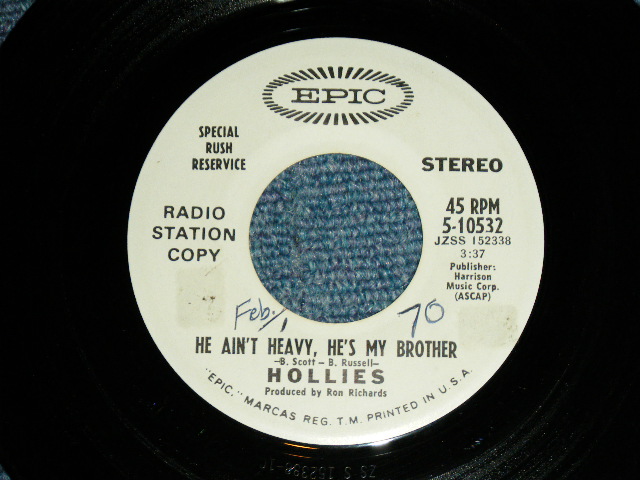 EPIC
SPECIAL
RUSH
RESERVICE
STEREO
RADIO
STATION
COPY
45 RPM
5-10532
JZSS 152338
3:37
Publisher:
Harrison
Music Corp.
(ASCAP)
Feb. 1, 70
HE AIN'T HEAVY, HE'S MY BROTHER
-B. Scott - B. Russell-
HOLLIES
Produced by Ron Richards
"EPIC," MARCAS REG. T.M. PRINTED IN U.S.A.